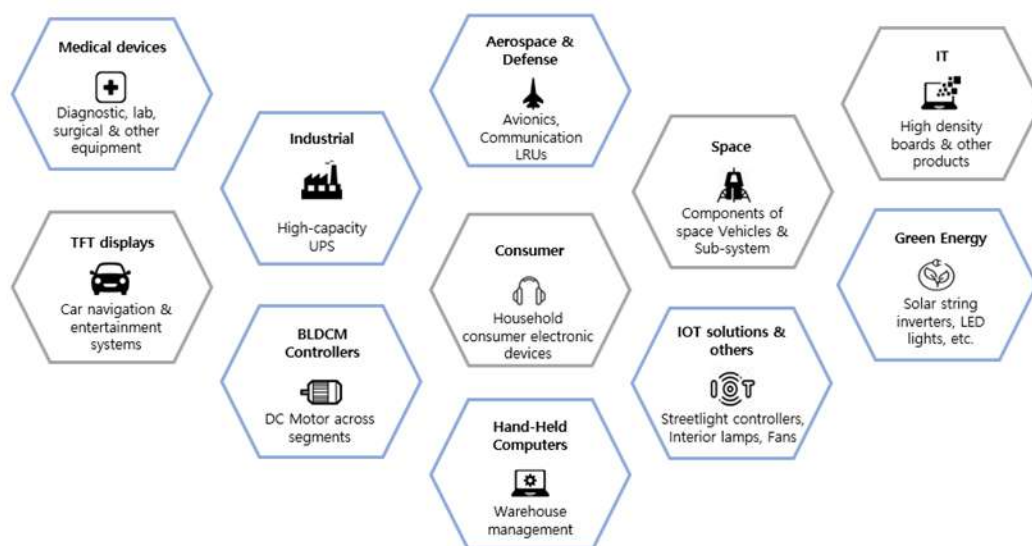 Medical devices
Diagnostic, lab,
surgical & other
equipment
TFT displays
Car navigation &
entertainment
systems
Industrial
High-capacity
UPS
BLDCM
Controllers
DC Motor across
segments
Aerospace &
Defense
Avionics,
Communication
LRUs
Consumer
Household
consumer electronic
devices
Hand-Held
Computers
Warehouse
management
Space
Components of
space Vehicles &
Sub-system
IOT solutions &
others
IOT
Streetlight controllers,
Interior lamps, Fans
IT
High density
boards & other
products
Green Energy
Solar string
inverters, LED
lights, etc.